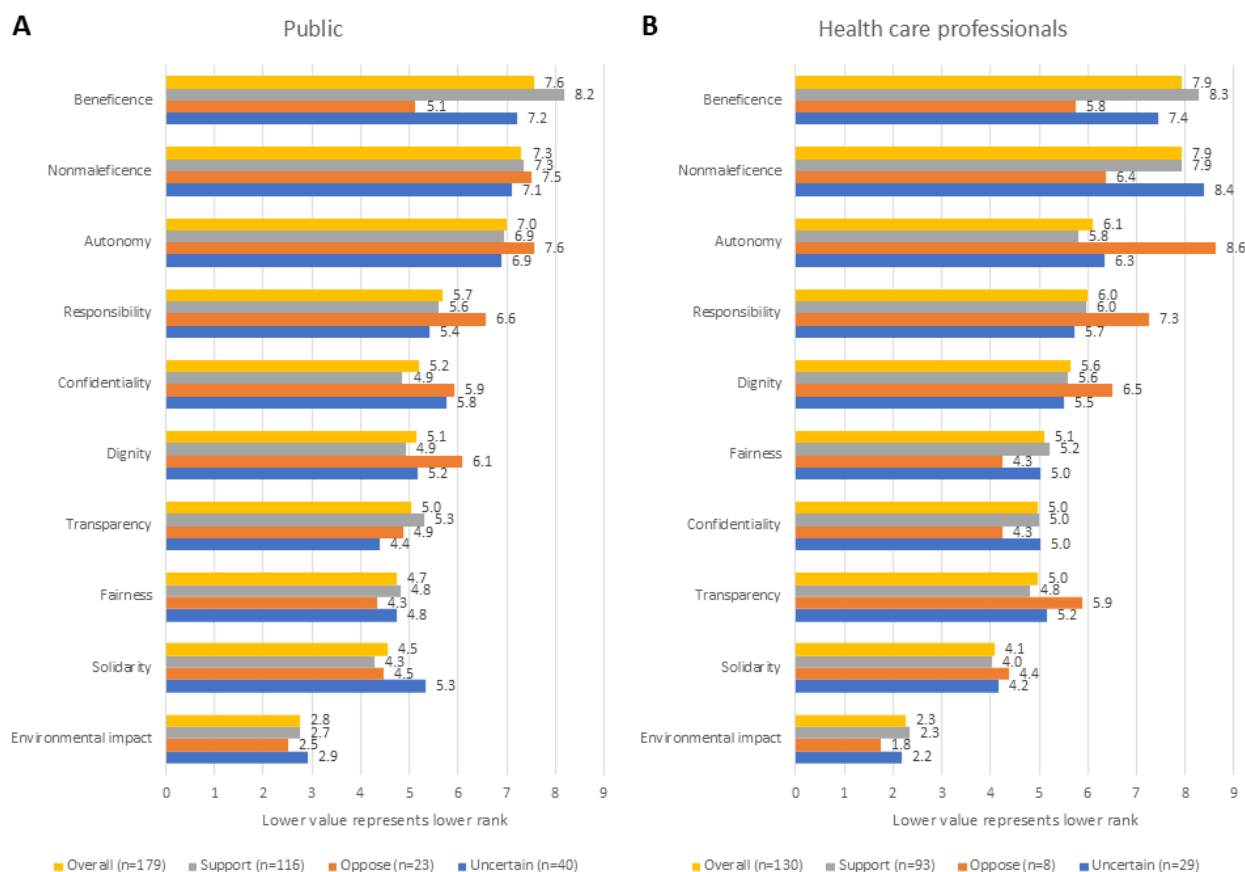 A
Public
Beneficence
7.6
8.2
5.1
7.2
Nonmaleficence
7.3
7.3
7.5
7.1
Autonomy
7.0
6.9
7.6
6.9
Responsibility
5.7
5.6
6.6
5.4
Confidentiality
5.2
4.9
5.9
5.8
Dignity
5.1
4.9
6.1
5.2
Transparency
5.0
5.3
4.9
4.4
Fairness
4.7
4.8
4.3
4.8
Solidarity
4.5
4.3
4.5
5.3
Environmental impact
2.8
2.7
2.5
2.9
0 1 2 3 4 5 6 7 8 9
Lower value represents lower rank
Overall (n=179) Support (n=116) Oppose (n=23) Uncertain (n=40)
B
Health care professionals
Beneficence
7.9
8.3
5.8
7.4
Nonmaleficence
7.9
7.9
6.4
8.4
Autonomy
6.1
5.8
8.6
6.3
Responsibility
6.0
6.0
7.3
5.7
Dignity
5.6
5.6
6.5
5.5
Fairness
5.1
5.2
4.3
5.0
Confidentiality
5.0
5.0
4.3
5.0
Transparency
5.0
4.8
5.9
5.2
Solidarity
4.1
4.0
4.4
4.2
Environmental impact
2.3
2.3
1.8
2.2
0 1 2 3 4 5 6 7 8 9
Lower value represents lower rank
Overall (n=130) Support (n=93) Oppose (n=8) Uncertain (n=29)